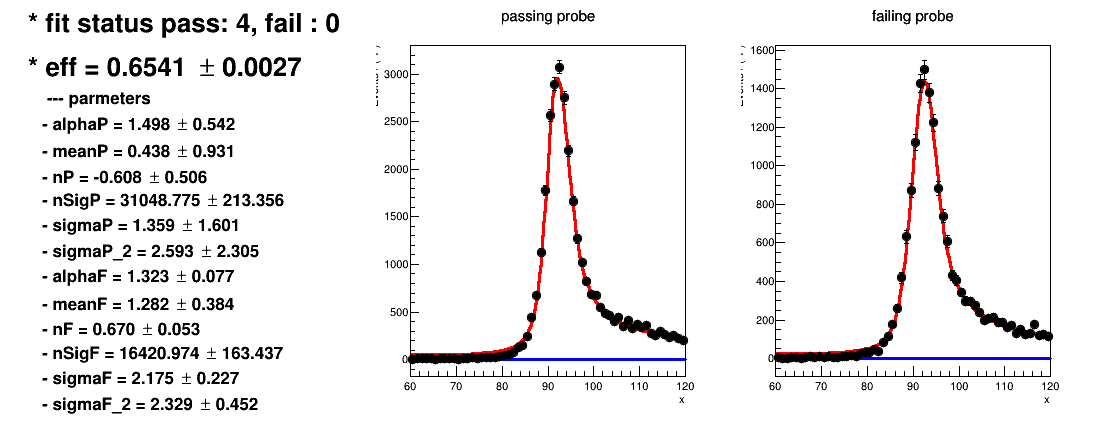 * fit status pass: 4, fail : 0
* eff = 0.6541 ± 0.0027
--- parmeters
- alphaP = 1.498 ± 0.542
- meanP = 0.438 ± 0.931
- nP = -0.608 ± 0.506
- nSigP = 31048.775 ± 213.356
- sigmaP = 1.359 ± 1.601
- sigmaP_2 = 2.593 ± 2.305
- alphaF = 1.323 ± 0.077
- meanF = 1.282 ± 0.384
- nF = 0.670 ± 0.053
- nSigF = 16420.974 ± 163.437
- sigmaF = 2.175 ± 0.227
- sigmaF_2 = 2.329 ± 0.452
passing probe
3000
2500
2000
1500
1000
500
0
60 70 80 90 100 110 120
x
failing probe
1600
1400
1200
1000
800
600
400
200
0
60 70 80 90 100 110 120
x